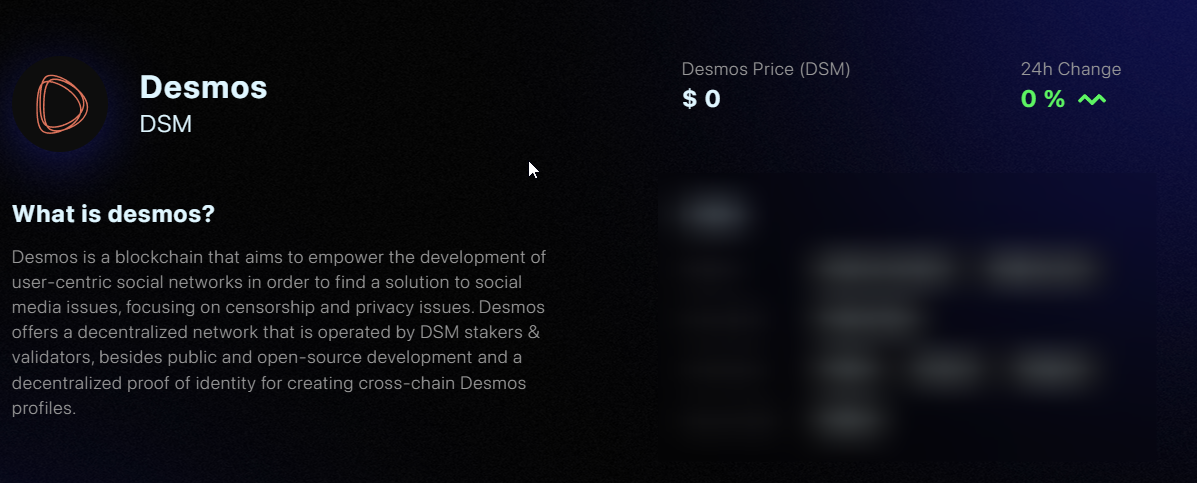 Desmos
DSM
Desmos Price (DSM)
$ 0
24h Change
0 %
What is desmos?
Desmos is a blockchain that aims to empower the development of
user-centric social networks in order to find a solution to social
media issues, focusing on censorship and privacy issues. Desmos
offers a decentralized network that is operated by DSM stakers &
validators, besides public and open-source development and a
decentralized proof of identity for creating cross-chain Desmos
profiles.